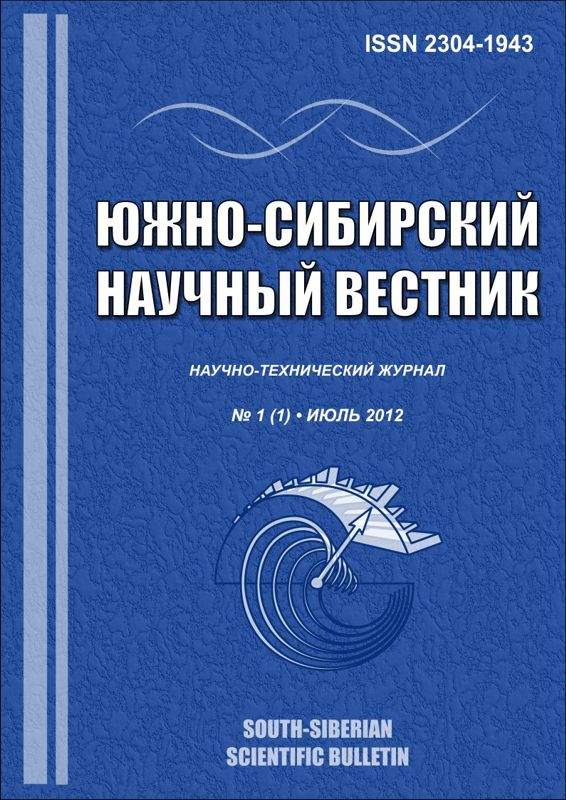 ISSN 2304-1943
ЮЖНО-СИБИРСКИЙ
НАУЧНЫЙ ВЕСТНИК
НАУЧНО-ТЕХНИЧЕСКИЙ ЖУРНАЛ
№ 1 (1) • ИЮЛЬ 2012
SOUTH-SIBERIAN
SCIENTIFIC BULLETIN